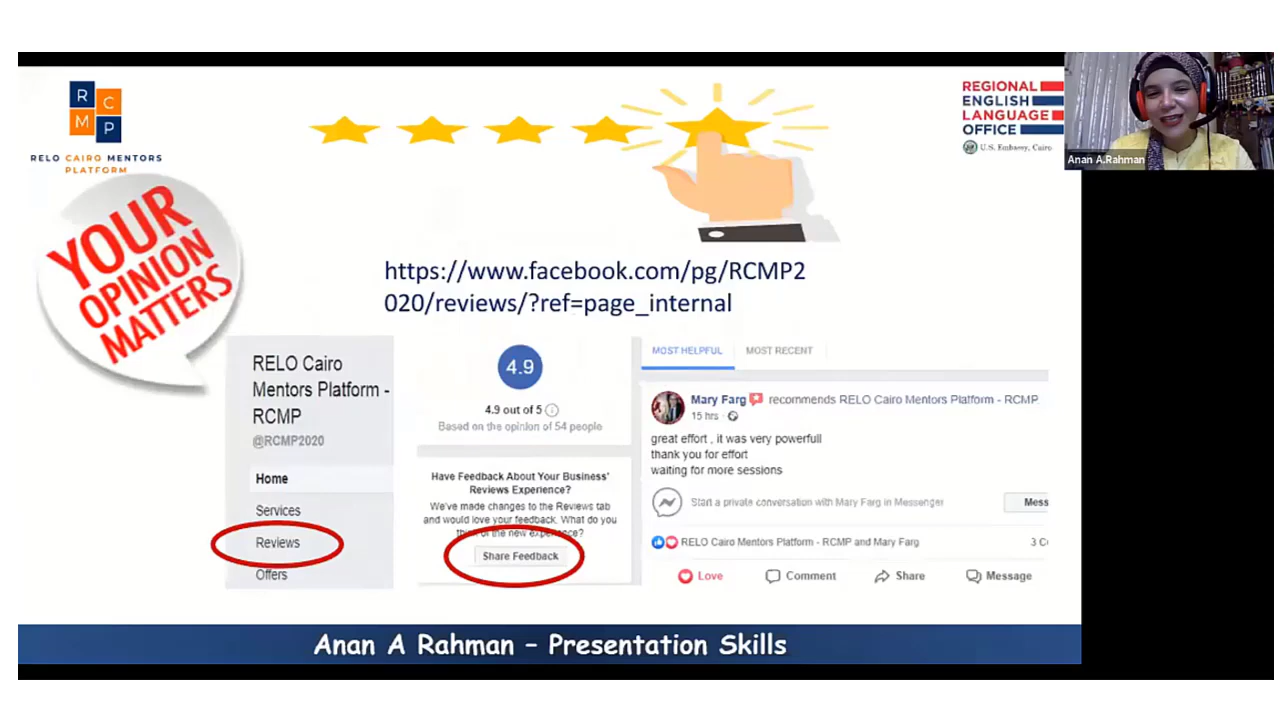 R
C
M
P
RELO CAIRO MENTORS
PLATFORM
REGIONAL
ENGLISH
LANGUAGE
OFFICE
U.S. Embassy, Cairo
Anan A.Rahman
YOUR
OPINION
MATTERS
https://www.facebook.com/pg/RCMP2
020/reviews/?ref=page_internal
RELO Cairo
Mentors Platform -
RCMP
@RCMP2020
Home
Services
Reviews
Offers
4.9
4.9 out of 5
Based on the opinion of 54 people
Have Feedback About Your Business'
Reviews Experience?
We've made changes to the Reviews tab
and would love your feedback. What do you
think of the new experience?
Share Feedback
MOST HELPFUL
MOST RECENT
Mary Farg recommends RELO Cairo Mentors Platform - RCMP.
15 hrs ·
great effort , it was very powerfull
thank you for effort
waiting for more sessions
Start a private conversation with Mary Farg in Messenger
Mess
RELO Cairo Mentors Platform - RCMP and Mary Farg
3 C
Love
Comment
Share
Message
Anan A Rahman – Presentation Skills